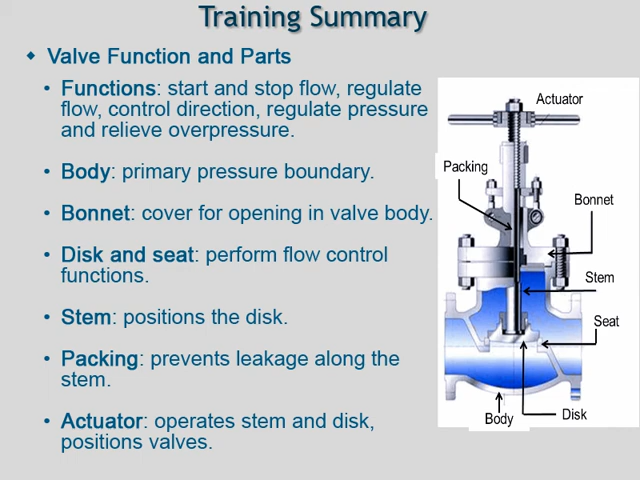 Training Summary
Valve Function and Parts
Functions: start and stop flow, regulate
flow, control direction, regulate pressure
and relieve overpressure.
Body: primary pressure boundary.
Bonnet: cover for opening in valve body.
Disk and seat: perform flow control
functions.
Stem: positions the disk.
Packing: prevents leakage along the
stem.
Actuator: operates stem and disk,
positions valves.
Actuator
Packing
Bonnet
Stem
Seat
Disk
Body